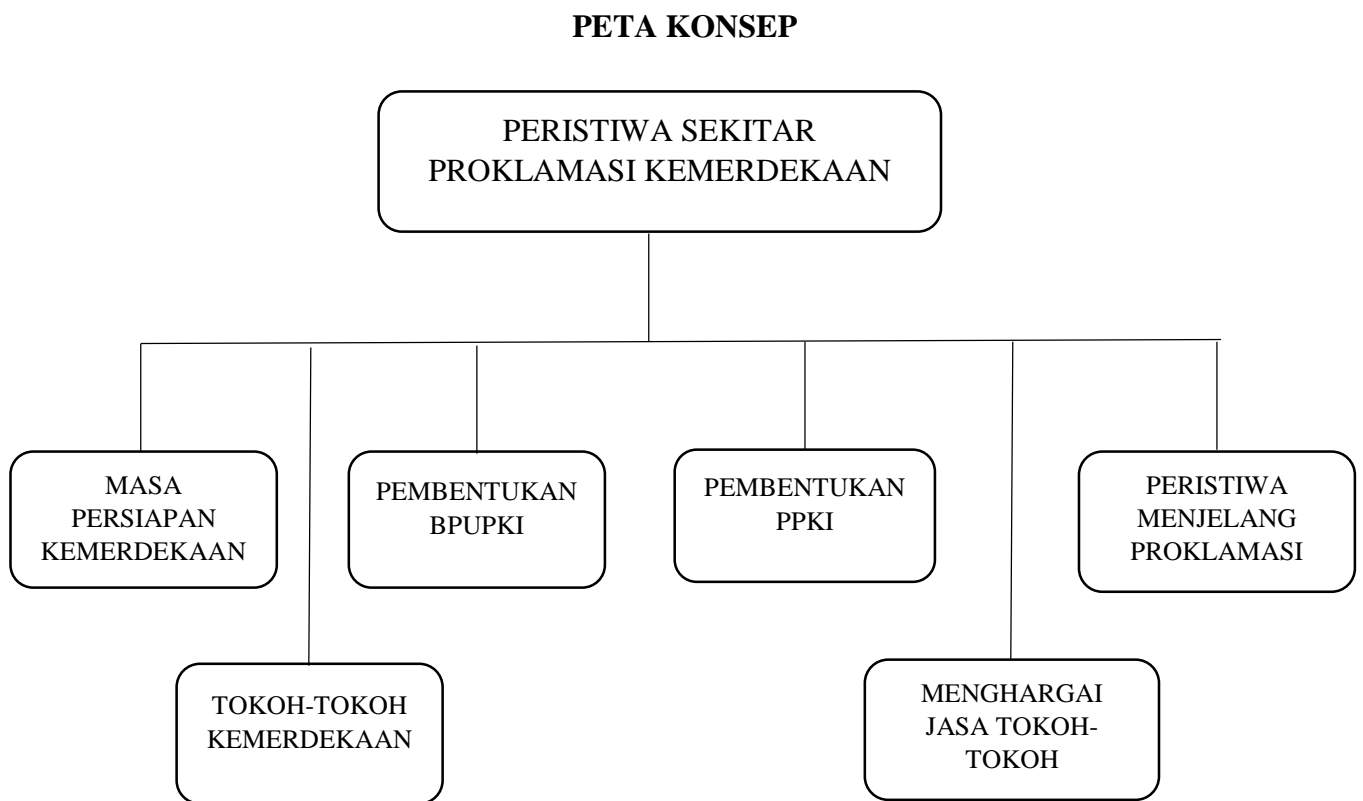 PETA KONSEP
PERISTIWA SEKITAR
PROKLAMASI KEMERDEKAAN
MASA
PERSIAPAN
KEMERDEKAAN
PEMBENTUKAN
BPUPKI
PEMBENTUKAN
PPKI
PERISTIWA
MENJELANG
PROKLAMASI
TOKOH-TOKOH
KEMERDEKAAN
MENGHARGAI
JASA TOKOH-
TOKOH